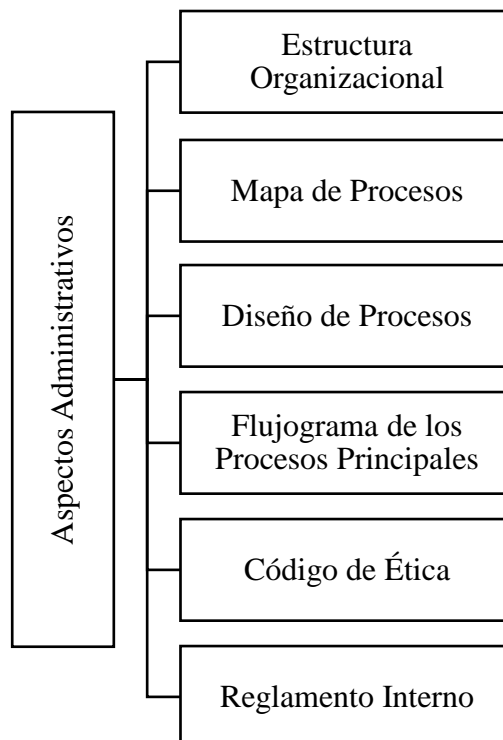 Aspectos Administrativos
Estructura
Organizacional
Mapa de Procesos
Diseño de Procesos
Flujograma de los
Procesos Principales
Código de Ética
Reglamento Interno